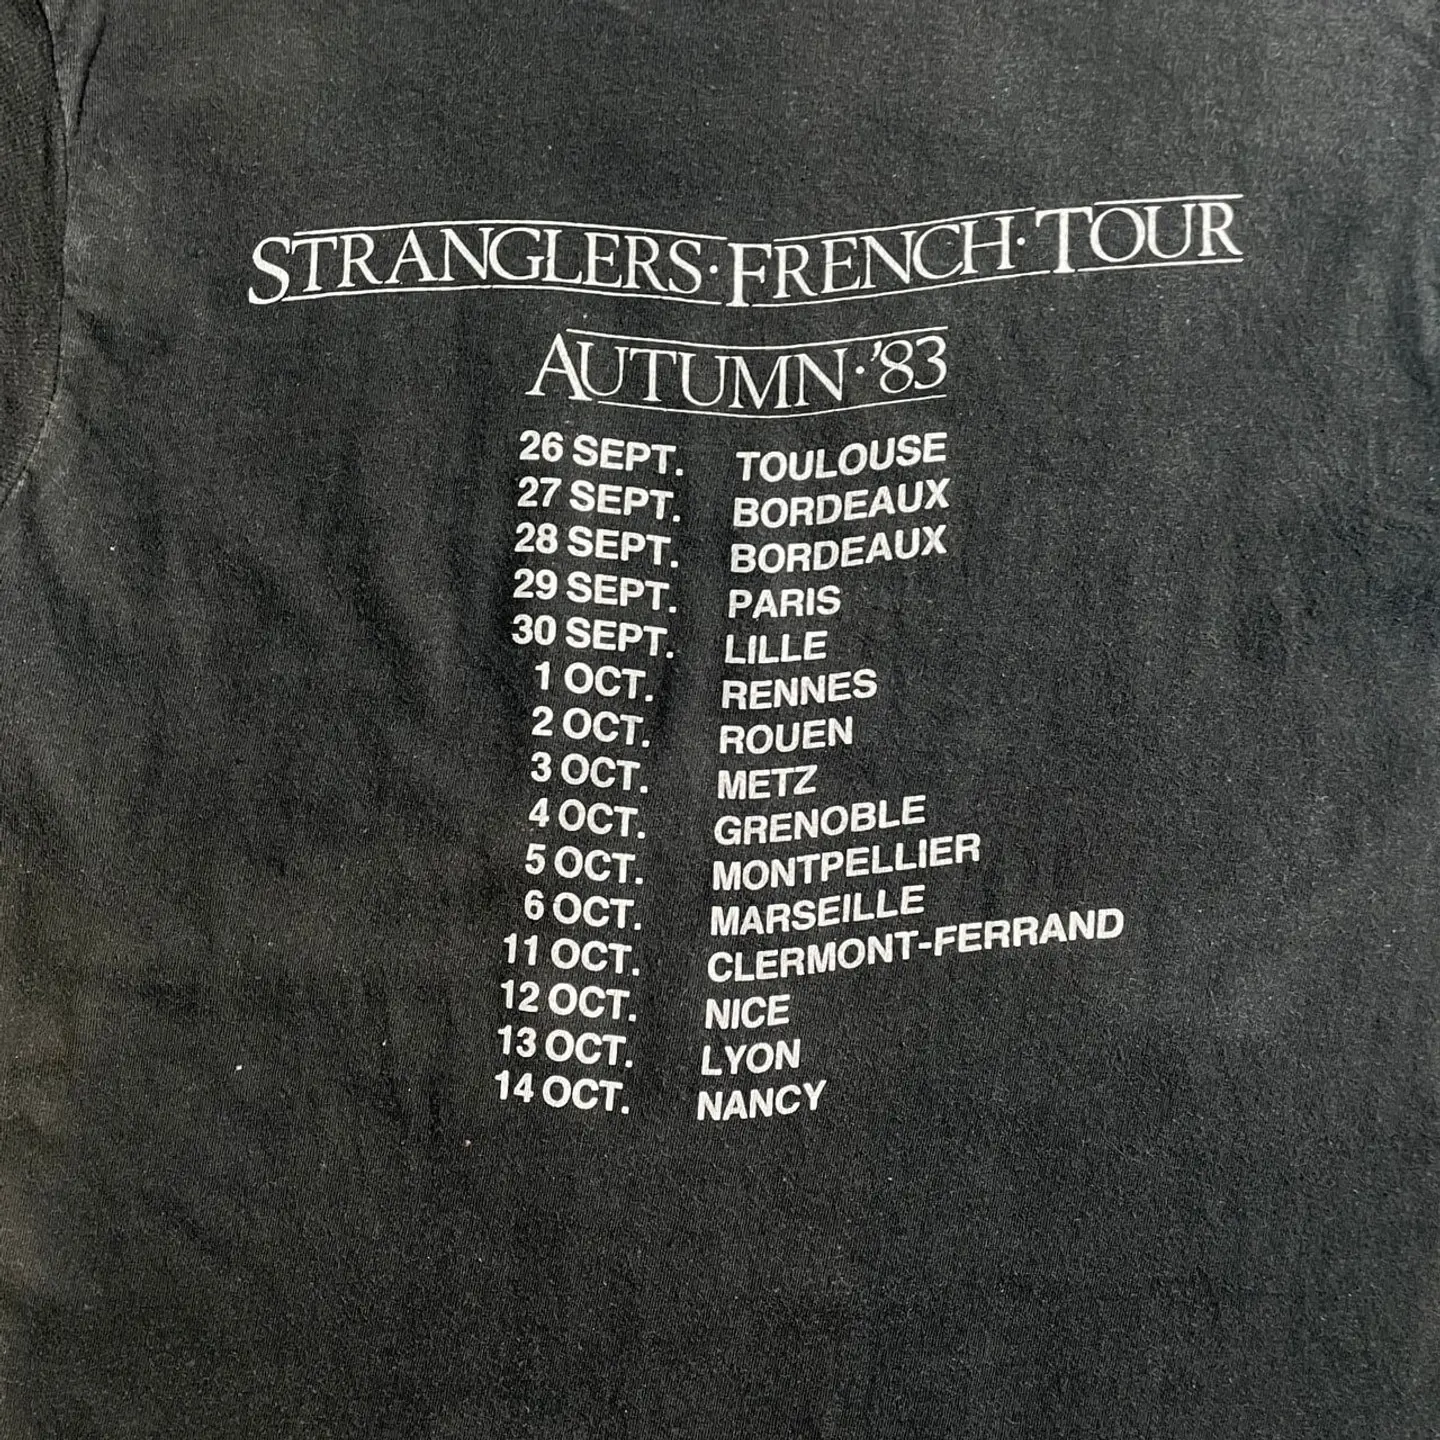 STRANGLERS·FRENCH·TOUR
AUTUMN·'83
26 SEPT. TOULOUSE
27 SEPT. BORDEAUX
28 SEPT. BORDEAUX
29 SEPT. PARIS
30 SEPT. LILLE
1 OCT. RENNES
2 OCT. ROUEN
3 OCT. METZ
4 OCT. GRENOBLE
5 OCT. MONTPELLIER
6 OCT. MARSEILLE
11 OCT. CLERMONT-FERRAND
12 OCT. NICE
13 OCT. LYON
14 OCT. NANCY